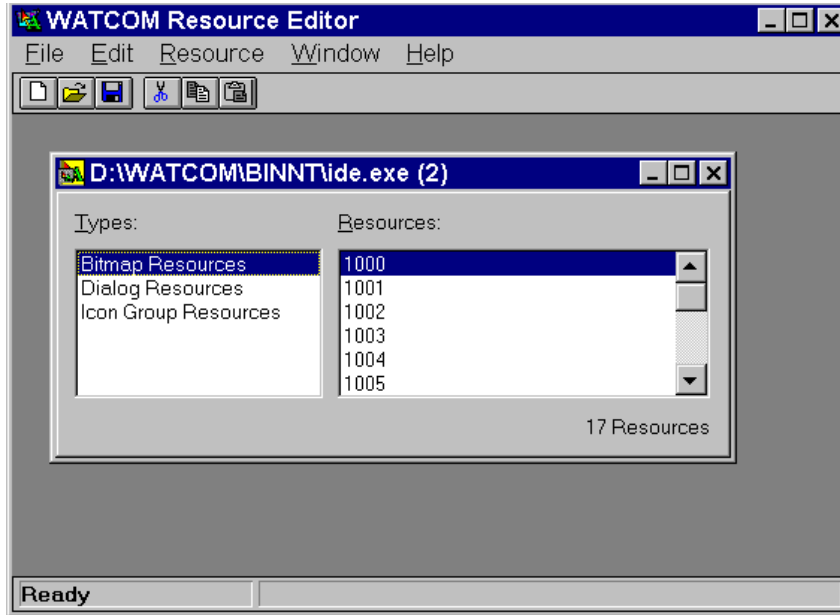 WATCOM Resource Editor
File Edit Resource Window Help
D:\WATCOM\BINNT\ide.exe (2)
Types:
Resources:
Bitmap Resources
Dialog Resources
Icon Group Resources
1000
1001
1002
1003
1004
1005
17 Resources
Ready